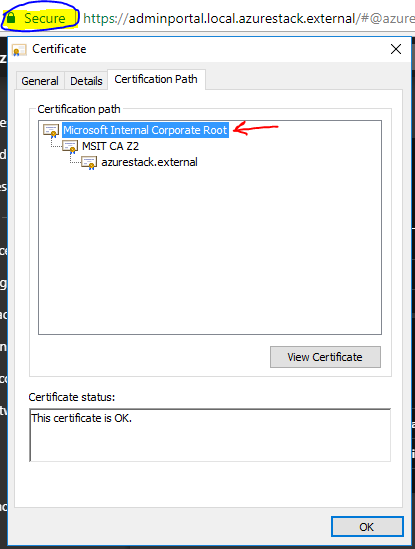 Secure https://adminportal.local.azurestack.external/#@azure
Certificate
General Details Certification Path
Certification path
Microsoft Internal Corporate Root
MSIT CA Z2
azurestack.external
View Certificate
Certificate status:
This certificate is OK.
OK